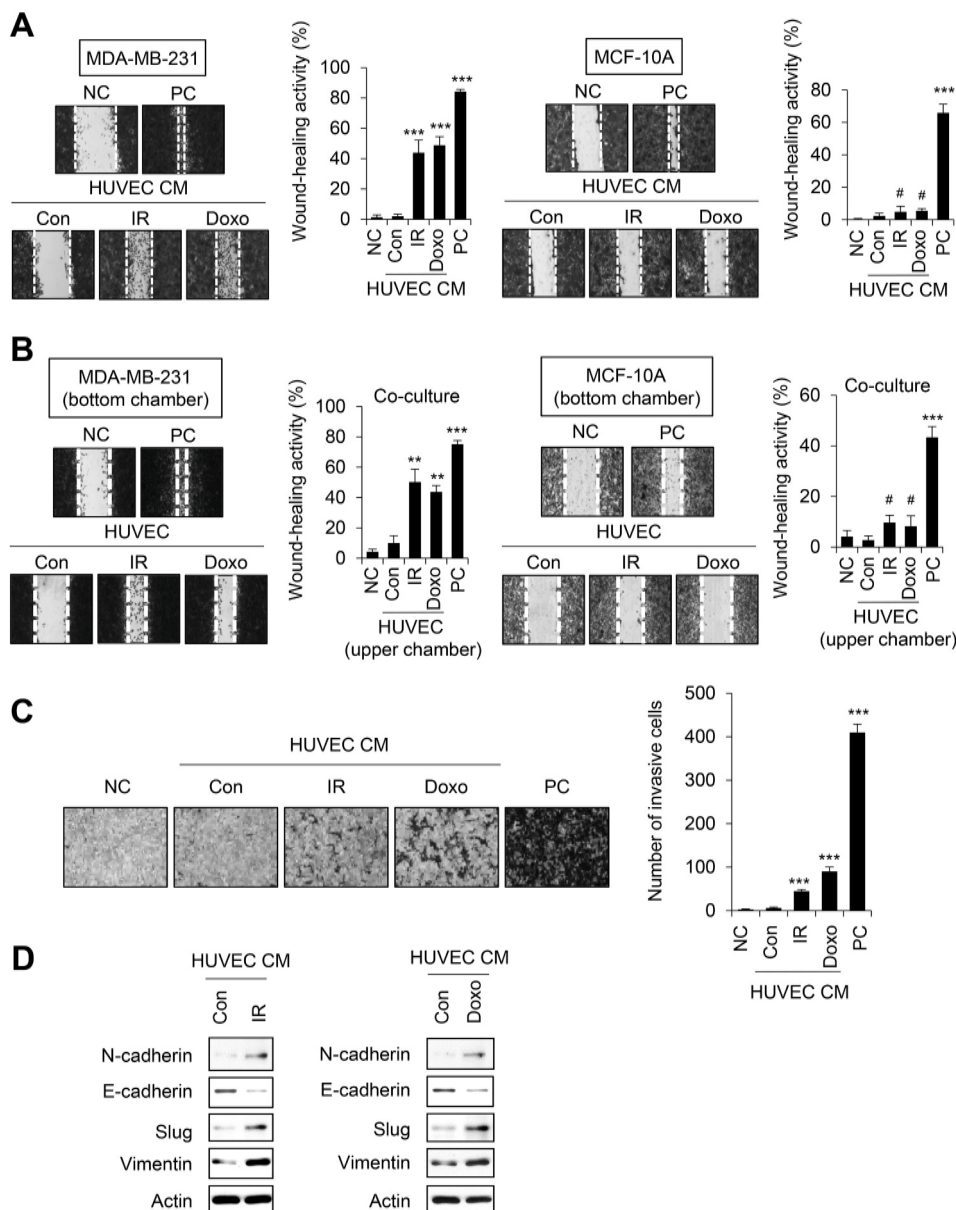 A
MDA-MB-231
NC PC
HUVEC CM
Con IR Doxo
Wound-healing activity (%)
100
80
60
40
20
0
***
***
***
NC
Con
IR
Doxo
PC
HUVEC CM
MCF-10A
NC PC
HUVEC CM
Con IR Doxo
Wound-healing activity (%)
80
60
40
20
0
#
#
***
NC
Con
IR
Doxo
PC
HUVEC CM
B
MDA-MB-231
(bottom chamber)
NC PC
HUVEC
Con IR Doxo
Co-culture
Wound-healing activity (%)
100
80
60
40
20
0
**
**
***
NC
Con
IR
Doxo
PC
HUVEC
(upper chamber)
MCF-10A
(bottom chamber)
NC PC
HUVEC
Con IR Doxo
Co-culture
Wound-healing activity (%)
60
40
20
0
#
#
***
NC
Con
IR
Doxo
PC
HUVEC
(upper chamber)
C
HUVEC CM
NC Con IR Doxo PC
Number of invasive cells
500
400
300
200
100
0
***
***
***
NC
Con
IR
Doxo
PC
HUVEC CM
D
HUVEC CM
Con
IR
N-cadherin
E-cadherin
Slug
Vimentin
Actin
HUVEC CM
Con
Doxo
N-cadherin
E-cadherin
Slug
Vimentin
Actin